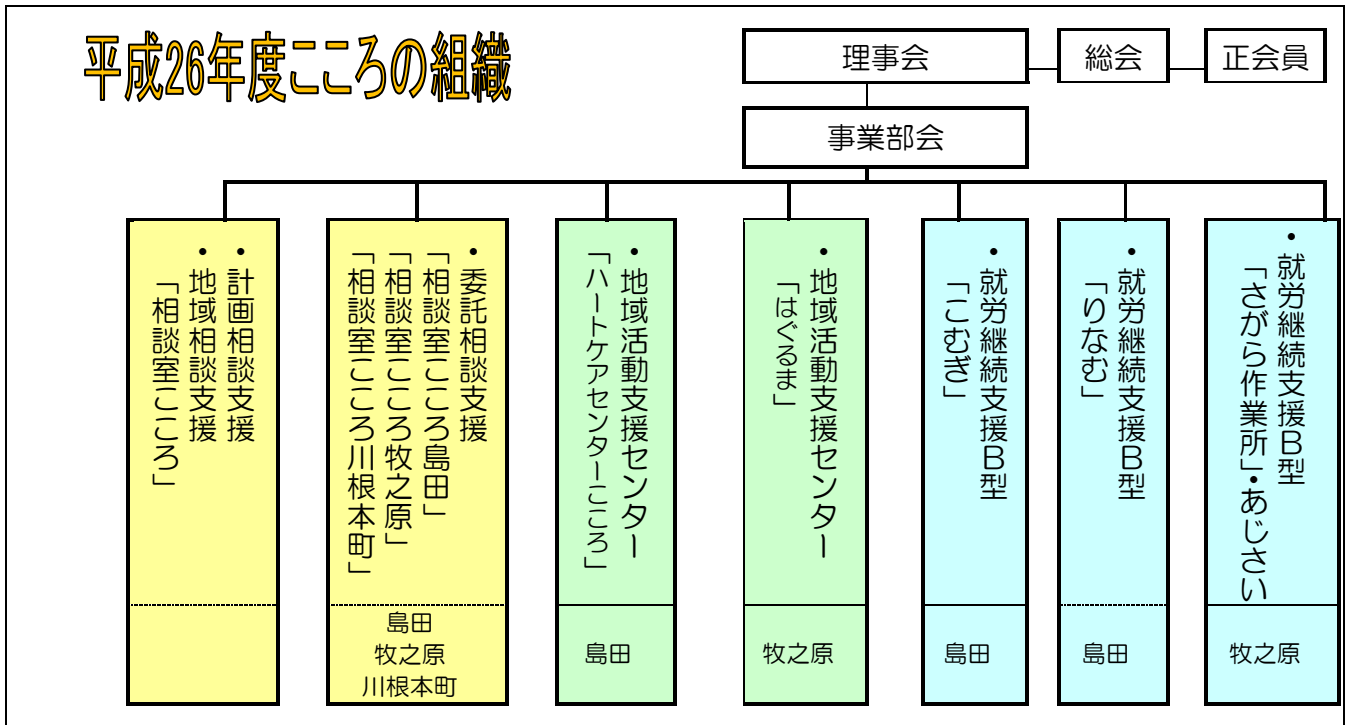 平成26年度こころの組織
理事会
総会
正会員
事業部会
・計画相談支援
・地域相談支援
「相談室こころ」
・委託相談支援
「相談室こころ島田」
「相談室こころ牧之原」
「相談室こころ川根本町」
島田
牧之原
川根本町
・地域活動支援センター
「ハートケアセンターこころ」
島田
・地域活動支援センター
「はぐるま」
牧之原
・就労継続支援B型
「こむぎ」
島田
・就労継続支援B型
「りなむ」
島田
・就労継続支援B型
「さがら作業所」・あじさい
牧之原